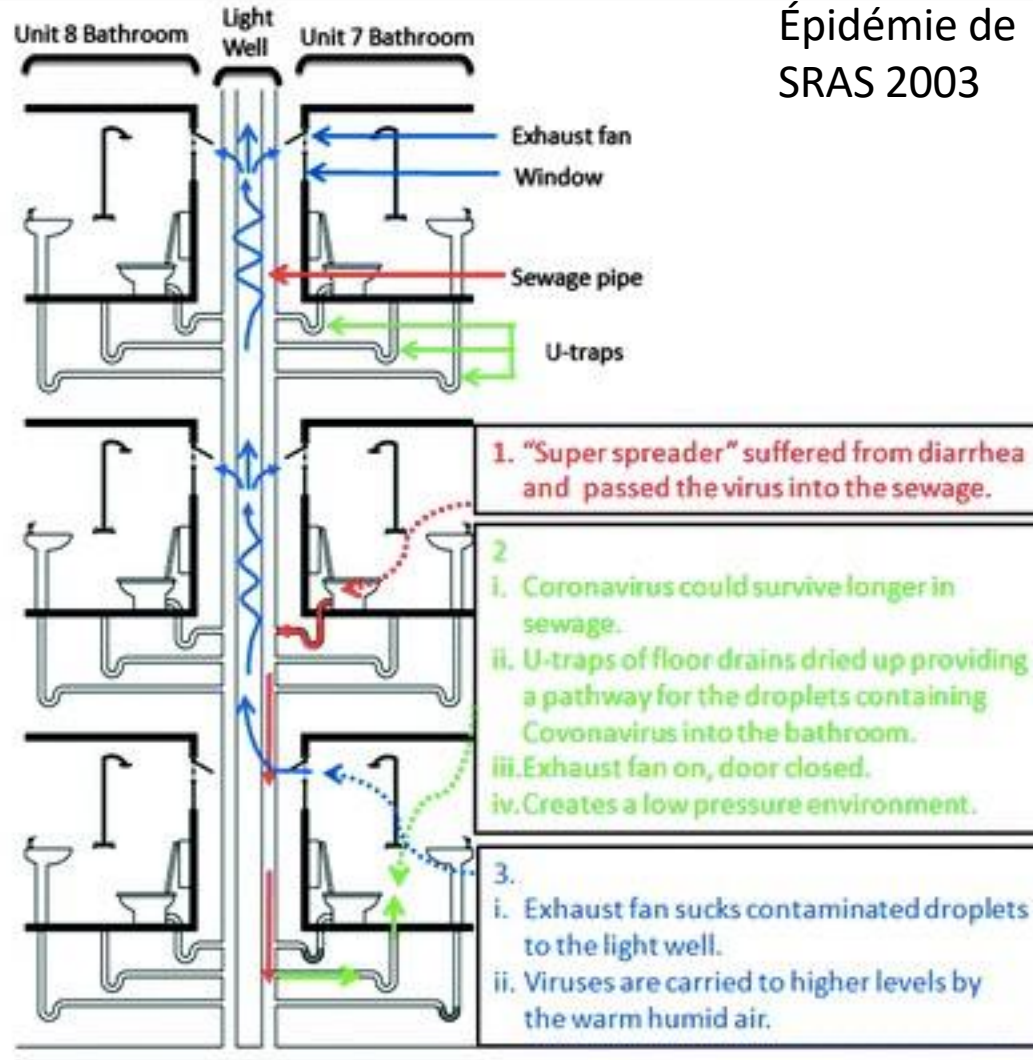 Épidémie de
SRAS 2003
Unit 8 Bathroom
Light
Well
Unit 7 Bathroom
Exhaust fan
Window
Sewage pipe
U-traps
1. “Super spreader” suffered from diarrhea
and passed the virus into the sewage.
2
i. Coronavirus could survive longer in
sewage.
ii. U-traps of floor drains dried up providing
a pathway for the droplets containing
Covonavirus into the bathroom.
iii. Exhaust fan on, door closed.
iv. Creates a low pressure environment.
3.
i. Exhaust fan sucks contaminated droplets
to the light well.
ii. Viruses are carried to higher levels by
the warm humid air.